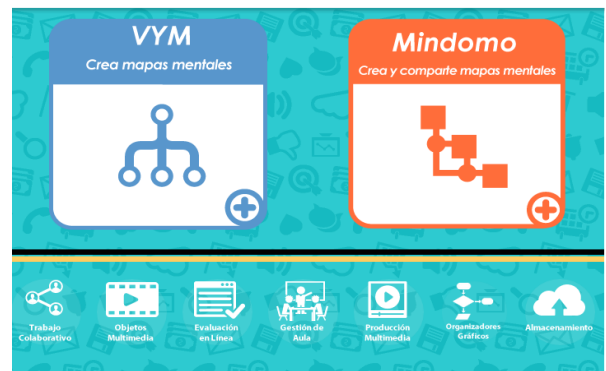 VYM
Crea mapas mentales
Mindomo
Crea y comparte mapas mentales
Trabajo
Colaborativo
Objetos
Multimedia
Evaluación
en Línea
Gestión de
Aula
Producción
Multimedia
Organizadores
Gráficos
Almacenamiento